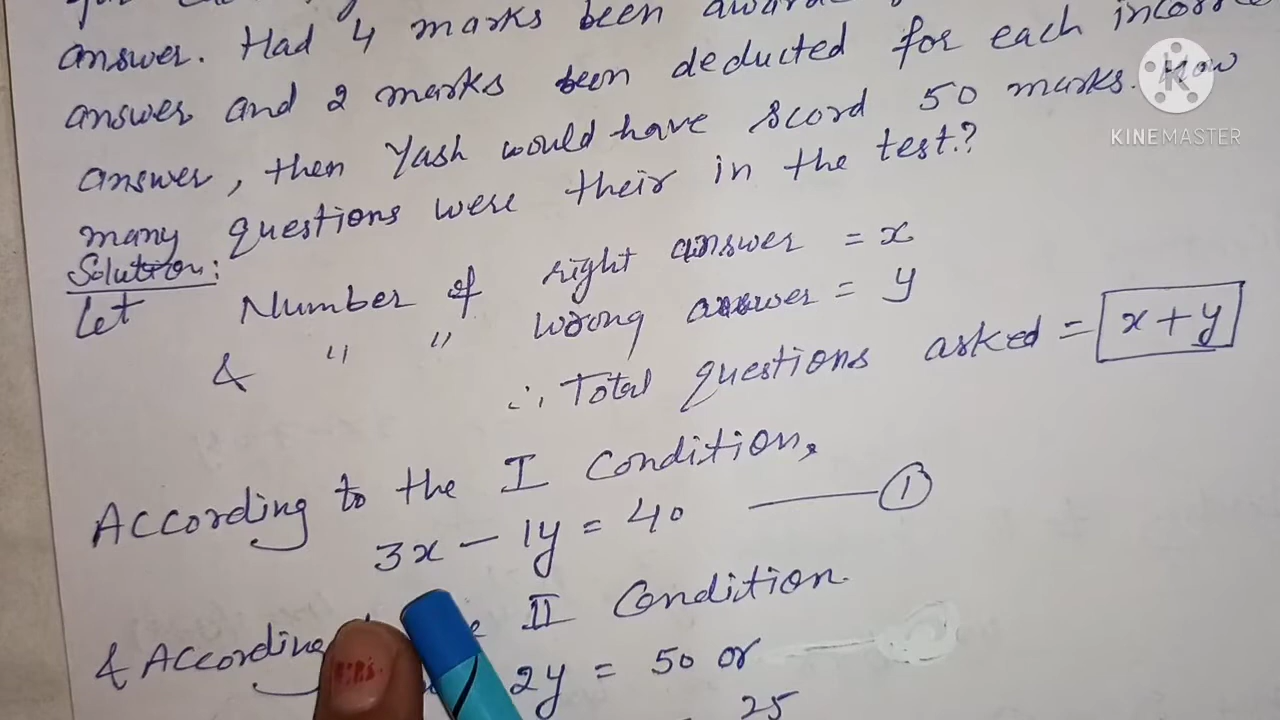 answer. Had 4 marks been
answer and 2 marks been deducted for each
answer, then Yash would have scord 50 marks. How
many questions were their in the test.?
Solution:
Let Number of right answer = x
& " " wrong answer = y
∴ Total questions asked = x + y
According to the I Condition,
3x - 1y = 40 ① 
& According II Condition.
2y = 50 or
25
KINEMASTER